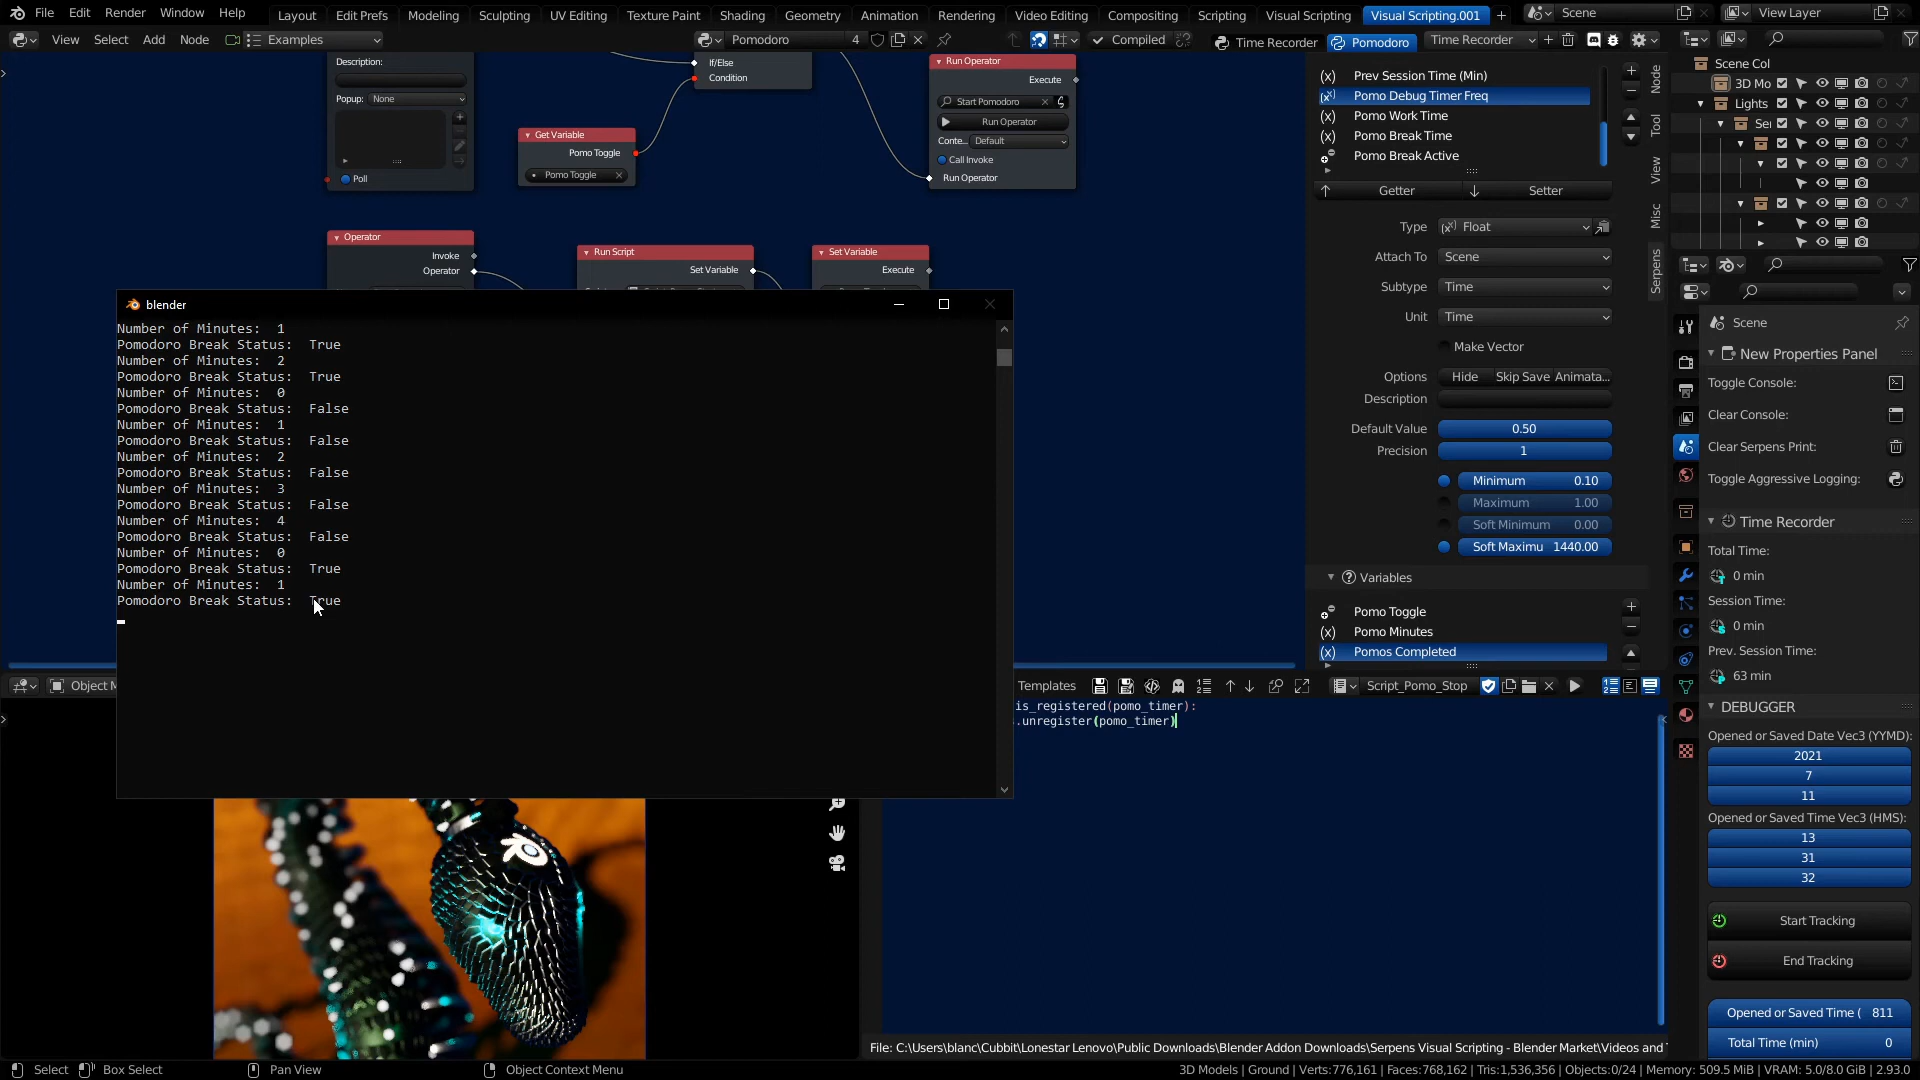 File Edit Render Window Help Layout Edit Prefs Modeling Sculpting UV Editing Texture Paint Shading Geometry Animation Rendering Video Editing Compositing Scripting Visual Scripting Visual Scripting.001 + Scene View Layer
View Select Add Node Examples Pomodoro 4 Compiled Time Recorder Pomodoro Time Recorder
Description:
Popup: None
Poll
If/Else
Condition
Get Variable
Pomo Toggle
Pomo Toggle
Run Operator
Execute
Start Pomodoro
Run Operator
Conte... Default
Call Invoke
Run Operator
Operator
Invoke
Operator
Run Script
Set Variable
Set Variable
Execute
blender
Number of Minutes:  1
Pomodoro Break Status:  True
Number of Minutes:  2
Pomodoro Break Status:  True
Number of Minutes:  0
Pomodoro Break Status:  False
Number of Minutes:  1
Pomodoro Break Status:  False
Number of Minutes:  2
Pomodoro Break Status:  False
Number of Minutes:  3
Pomodoro Break Status:  False
Number of Minutes:  4
Pomodoro Break Status:  False
Number of Minutes:  0
Pomodoro Break Status:  True
Number of Minutes:  1
Pomodoro Break Status:  True
Prev Session Time (Min)
Pomo Debug Timer Freq
Pomo Work Time
Pomo Break Time
Pomo Break Active
Getter Setter
Type Float
Attach To Scene
Subtype Time
Unit Time
Make Vector
Options Hide Skip Save Animata...
Description
Default Value 0.50
Precision 1
Minimum 0.10
Maximum 1.00
Soft Minimum 0.00
Soft Maximu 1440.00
Variables
Pomo Toggle
Pomo Minutes
Pomos Completed
Node
Tool
View
Misc
Serpens
Scene Col
3D Mo
Lights
Ser
Scene
New Properties Panel
Toggle Console:
Clear Console:
Clear Serpens Print:
Toggle Aggressive Logging:
Time Recorder
Total Time:
0 min
Session Time:
0 min
Prev. Session Time:
63 min
DEBUGGER
Opened or Saved Date Vec3 (YYMD):
2021
7
11
Opened or Saved Time Vec3 (HMS):
13
31
32
Start Tracking
End Tracking
Opened or Saved Time ( 811
Total Time (min) 0
Object M
Templates Script_Pomo_Stop
is_registered(pomo_timer):
.unregister(pomo_timer)
File: C:\Users\blanc\Cubbit\Lonestar Lenovo\Public Downloads\Blender Addon Downloads\Serpens Visual Scripting - Blender Market\Videos and
Select Box Select Pan View Object Context Menu 3D Models | Ground | Verts:776,161 | Faces:768,162 | Tris:1,536,356 | Objects:0/24 | Memory: 509.5 MiB | VRAM: 5.0/8.0 GiB | 2.93.0